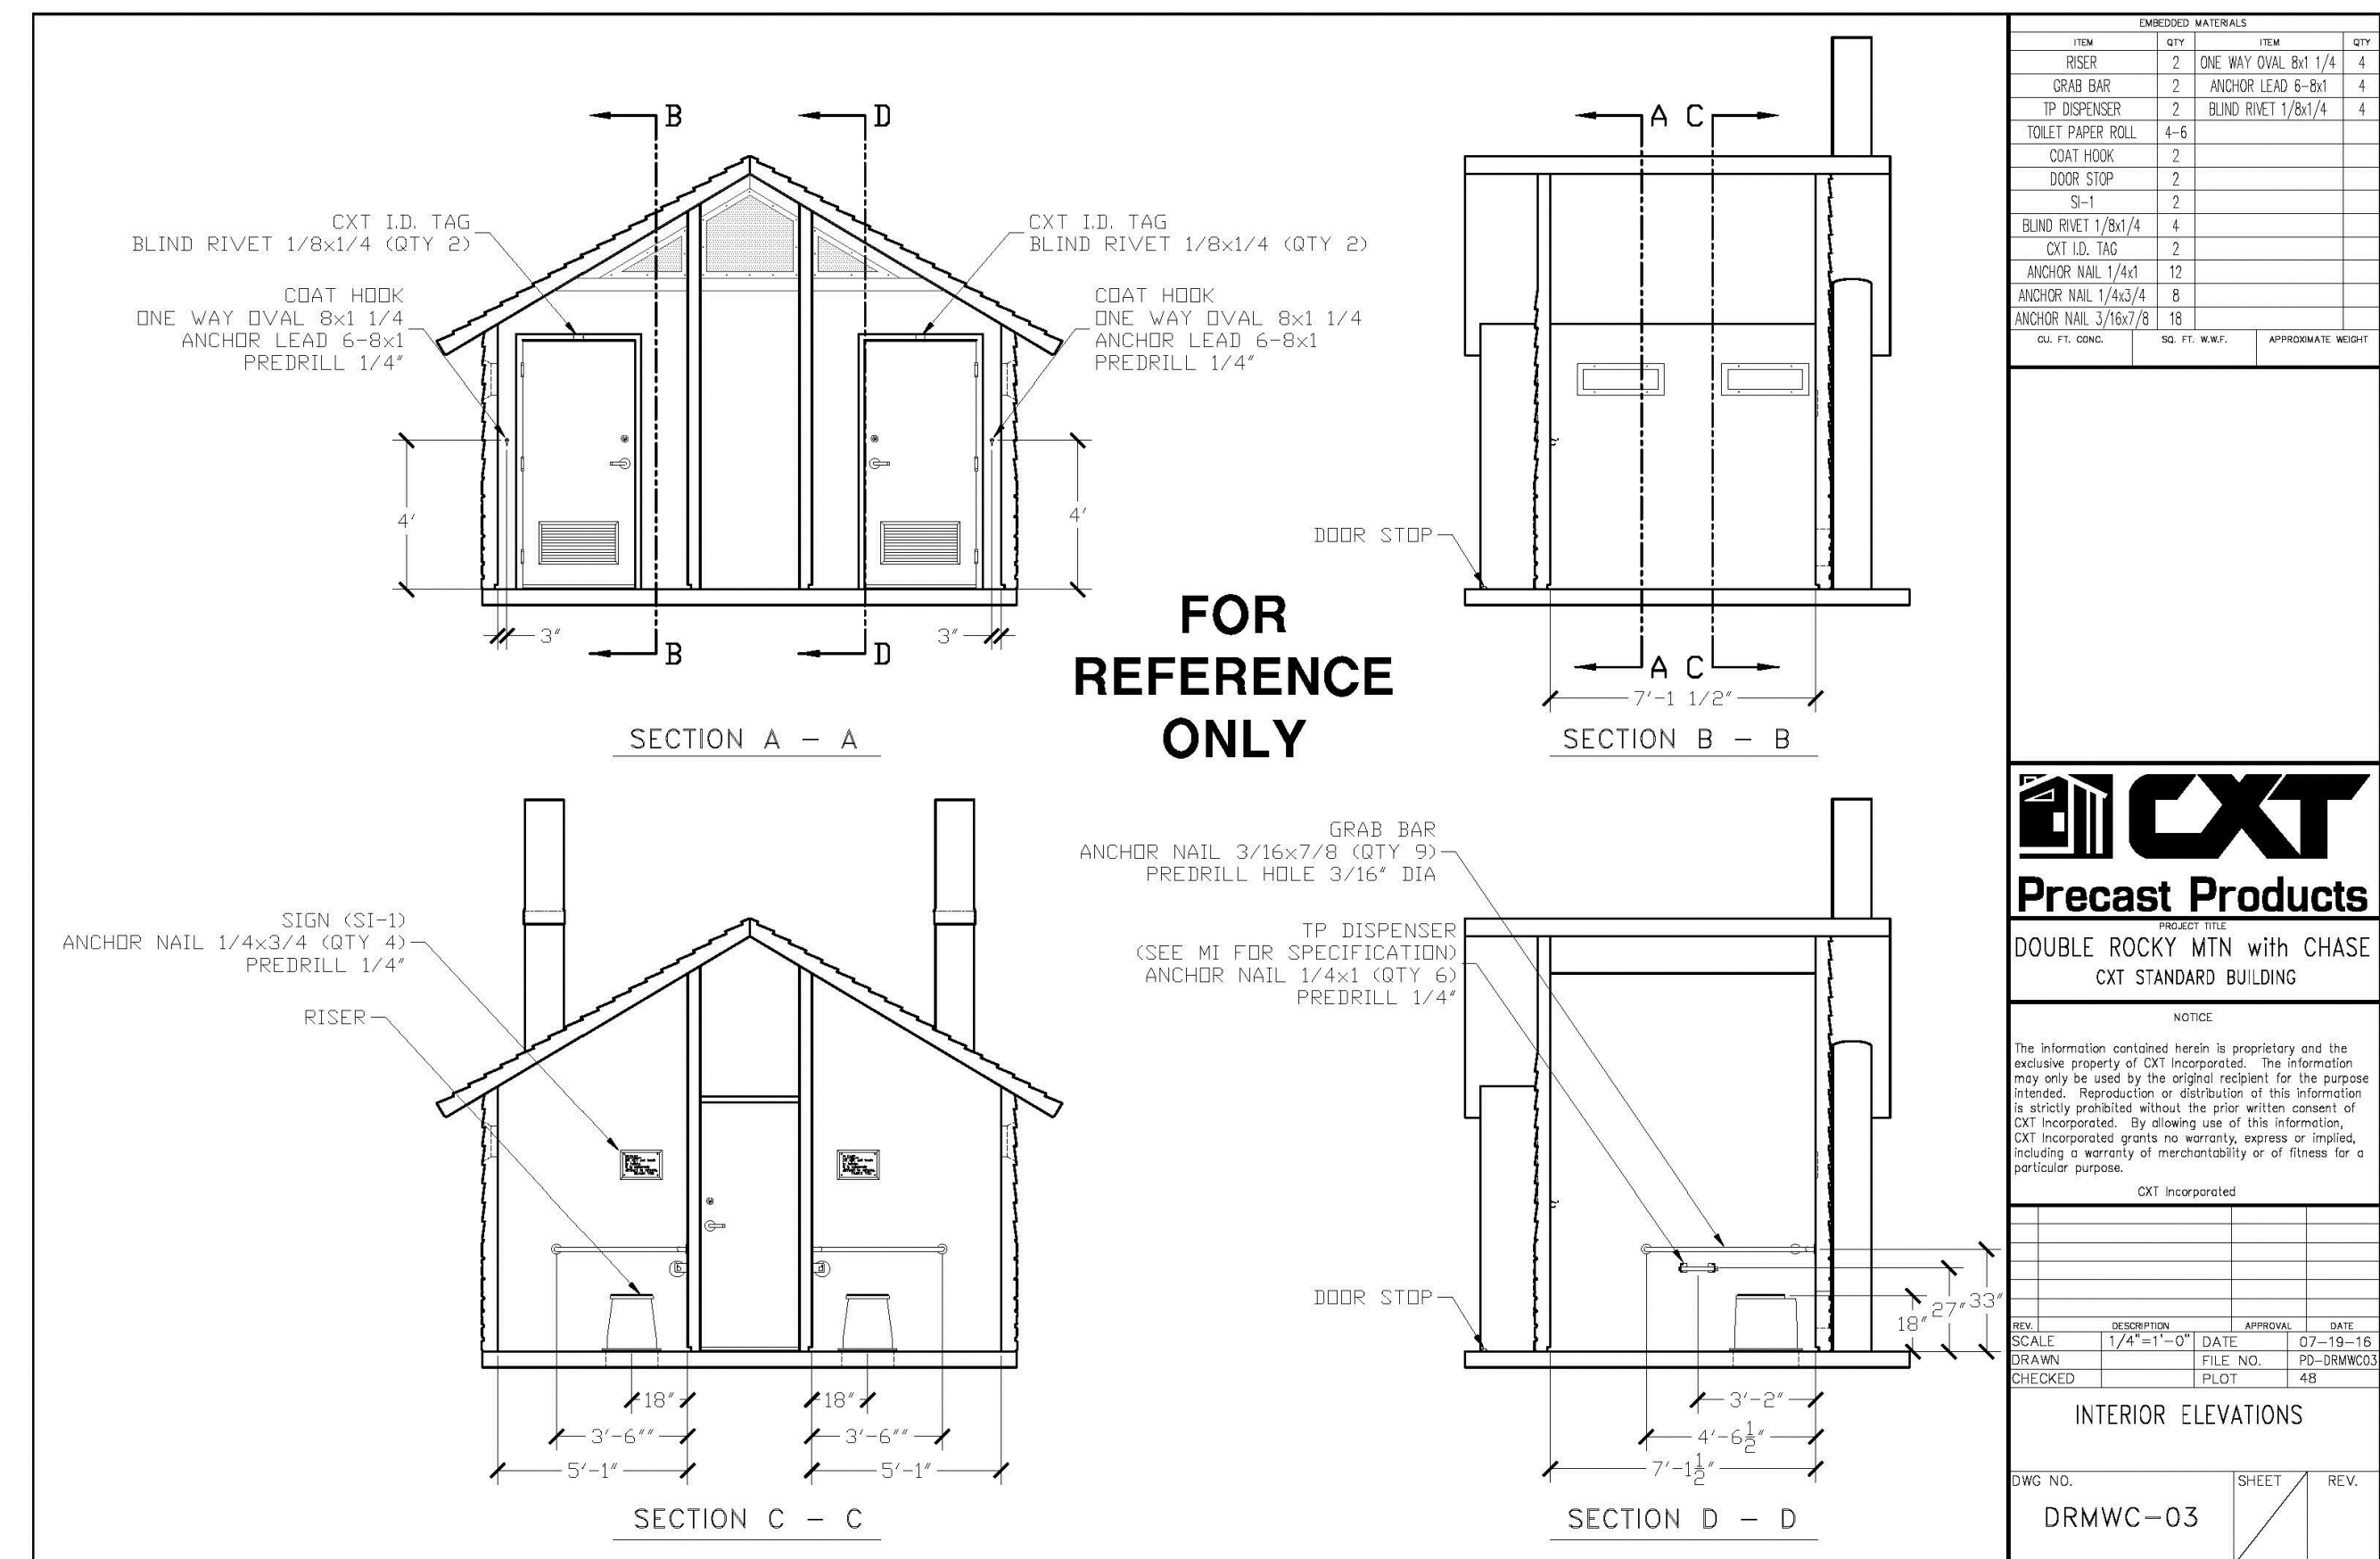 B
D
CXT I.D. TAG
BLIND RIVET 1/8x1/4 (QTY 2)
CXT I.D. TAG
BLIND RIVET 1/8x1/4 (QTY 2)
COAT HOOK
ONE WAY OVAL 8x1 1/4
ANCHOR LEAD 6-8x1
PREDRILL 1/4"
COAT HOOK
ONE WAY OVAL 8x1 1/4
ANCHOR LEAD 6-8x1
PREDRILL 1/4"
4'
4'
3"
3"
B
D
SECTION A - A
FOR
REFERENCE
ONLY
A C
DOOR STOP
A C
7'-1 1/2"
SECTION B - B
SIGN (SI-1)
ANCHOR NAIL 1/4x3/4 (QTY 4)
PREDRILL 1/4"
RISER
18"
18"
3'-6""
3'-6""
5'-1"
5'-1"
SECTION C - C
GRAB BAR
ANCHOR NAIL 3/16x7/8 (QTY 9)
PREDRILL HOLE 3/16" DIA
TP DISPENSER
(SEE MI FOR SPECIFICATION)
ANCHOR NAIL 1/4x1 (QTY 6)
PREDRILL 1/4"
DOOR STOP
18"
27"
33"
3'-2"
4'-6 1/2"
7'-1 1/2"
SECTION D - D
EMBEDDED MATERIALS
ITEM QTY ITEM QTY
RISER 2 ONE WAY OVAL 8x1 1/4 4
GRAB BAR 2 ANCHOR LEAD 6-8x1 4
TP DISPENSER 2 BLIND RIVET 1/8x1/4 4
TOILET PAPER ROLL 4-6
COAT HOOK 2
DOOR STOP 2
SI-1 2
BLIND RIVET 1/8x1/4 4
CXT I.D. TAG 2
ANCHOR NAIL 1/4x1 12
ANCHOR NAIL 1/4x3/4 8
ANCHOR NAIL 3/16x7/8 18
CU. FT. CONC. SQ. FT. W.W.F. APPROXIMATE WEIGHT
CXT
Precast Products
PROJECT TITLE
DOUBLE ROCKY MTN with CHASE
CXT STANDARD BUILDING
NOTICE
The information contained herein is proprietary and the
exclusive property of CXT Incorporated. The information
may only be used by the original recipient for the purpose
intended. Reproduction or distribution of this information
is strictly prohibited without the prior written consent of
CXT Incorporated. By allowing use of this information,
CXT Incorporated grants no warranty, express or implied,
including a warranty of merchantability or of fitness for a
particular purpose.
CXT Incorporated
REV. DESCRIPTION APPROVAL DATE
SCALE 1/4"=1'-0" DATE 07-19-16
DRAWN FILE NO. PD-DRMWC03
CHECKED PLOT 48
INTERIOR ELEVATIONS
DWG NO. SHEET REV.
DRMWC-03